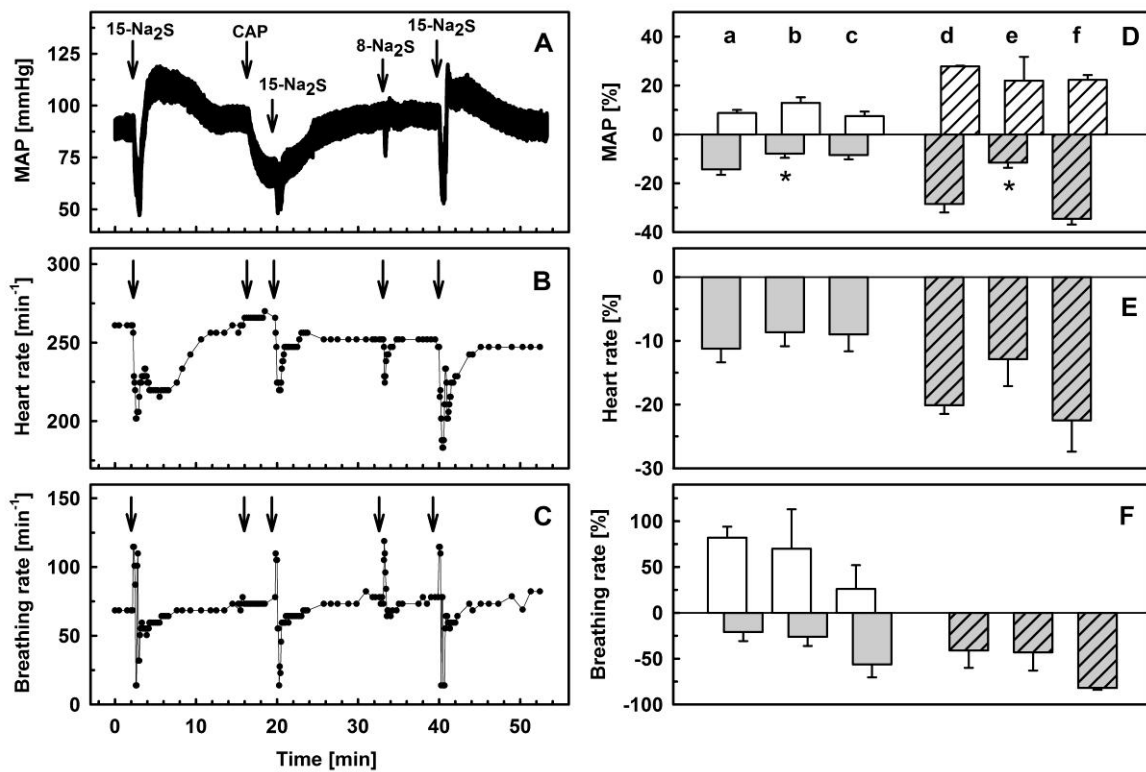 15-Na2S CAP 8-Na2S 15-Na2S
15-Na2S
A
MAP [mmHg]
125
100
75
50
B
Heart rate [min-1]
300
250
200
C
Breathing rate [min-1]
150
100
50
0
0 10 20 30 40 50
Time [min]
a b c d e f D
MAP [%]
40
20
0
-20
-40
* *
E
Heart rate [%]
0
-10
-20
-30
F
Breathing rate [%]
100
50
0
-50
-100